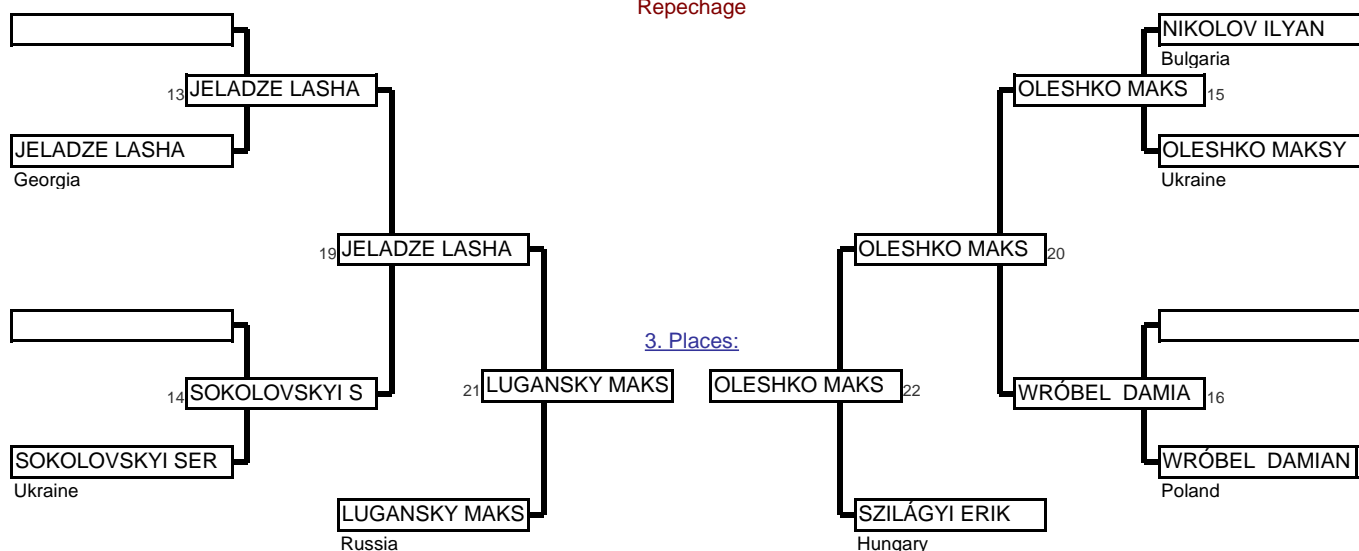 Repechage
NIKOLOV ILYAN
Bulgaria
13 JELADZE LASHA
OLESHKO MAKS 15
JELADZE LASHA
Georgia
OLESHKO MAKSY
Ukraine
19 JELADZE LASHA
OLESHKO MAKS 20
3. Places:
14 SOKOLOVSKYI S
21 LUGANSKY MAKS
OLESHKO MAKS 22
WRÓBEL DAMIA 16
SOKOLOVSKYI SER
Ukraine
WRÓBEL DAMIAN
Poland
LUGANSKY MAKS
Russia
SZILÁGYI ERIK
Hungary